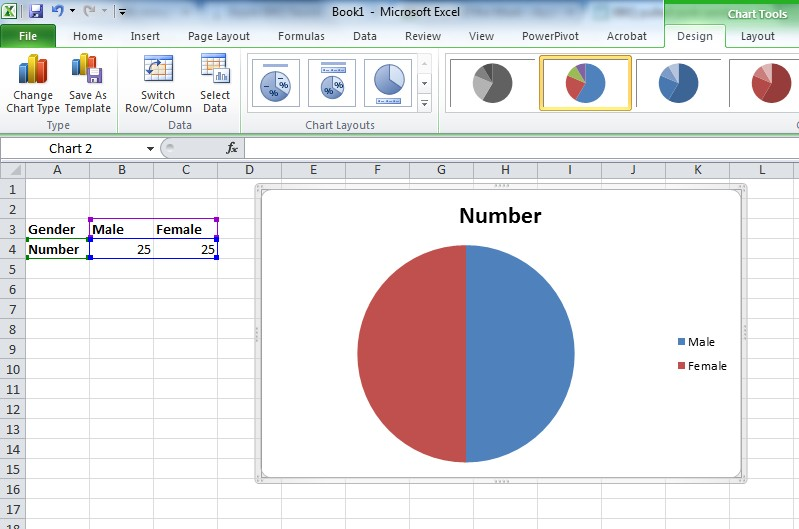 Book1 - Microsoft Excel
Chart Tools
File Home Insert Page Layout Formulas Data Review View PowerPivot Acrobat Design Layout
Change Chart Type
Save As Template
Switch Row/Column
Select Data
%
%
Type
Data
Chart Layouts
Chart 2
fx
A B C D E F G H I J K L
1
2
3 Gender Male Female
4 Number 25 25
5
6
7
8
9
10
11
12
13
14
15
16
17
18
Number
Male
Female